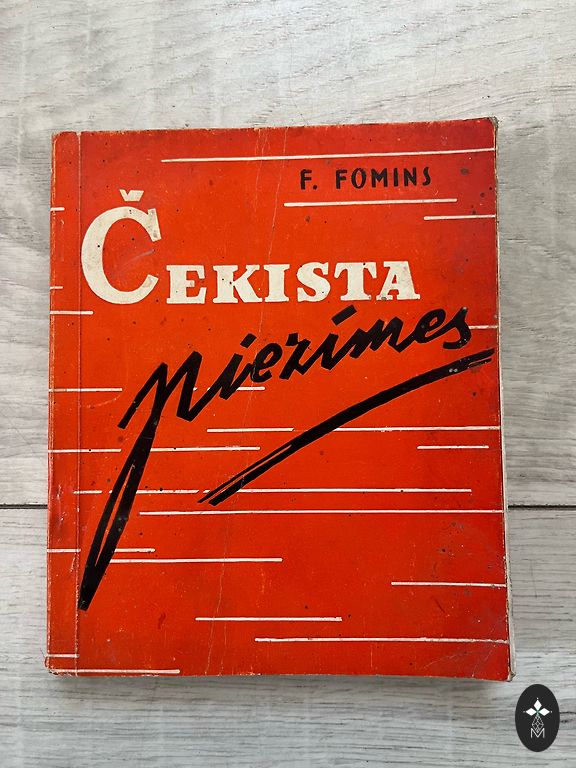 F. FOMINS
ČEKISTA
piezīmes
M